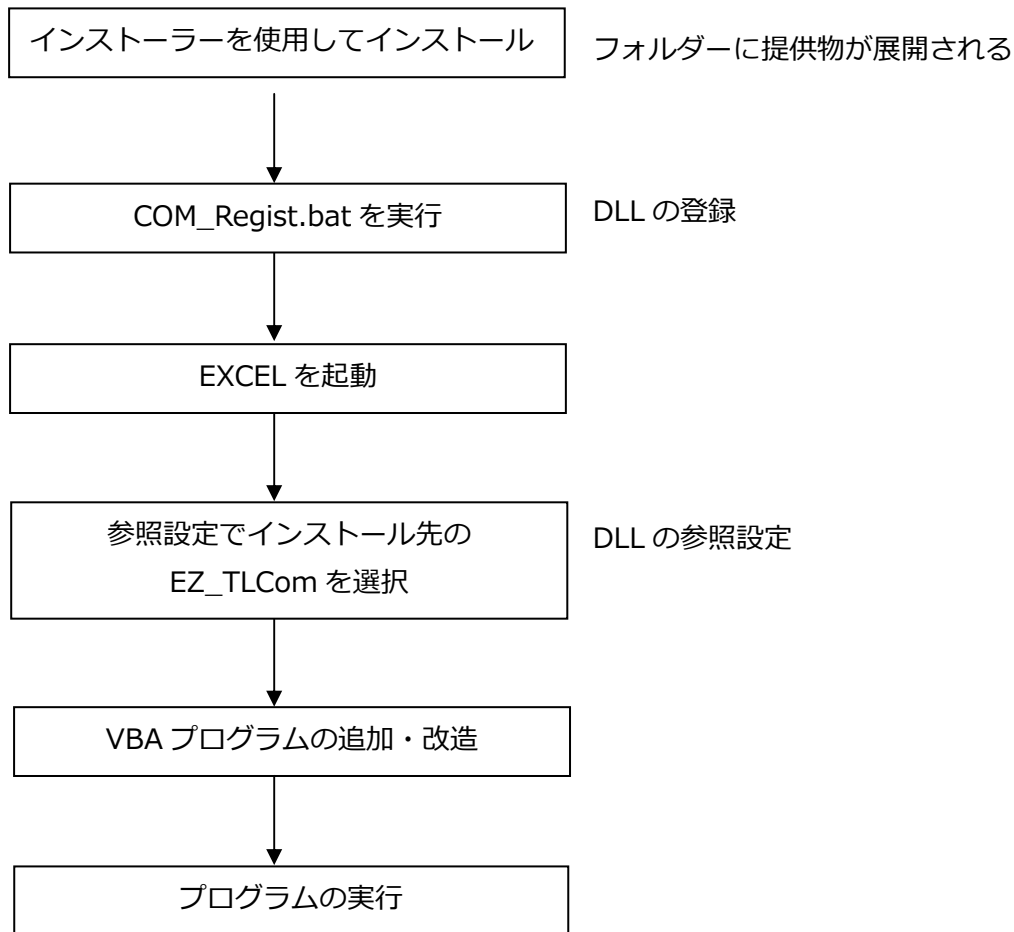 インストーラーを使用してインストール
フォルダーに提供物が展開される
COM_Regist.bat を実行
DLL の登録
EXCEL を起動
参照設定でインストール先の
EZ_TLCom を選択
DLL の参照設定
VBA プログラムの追加・改造
プログラムの実行